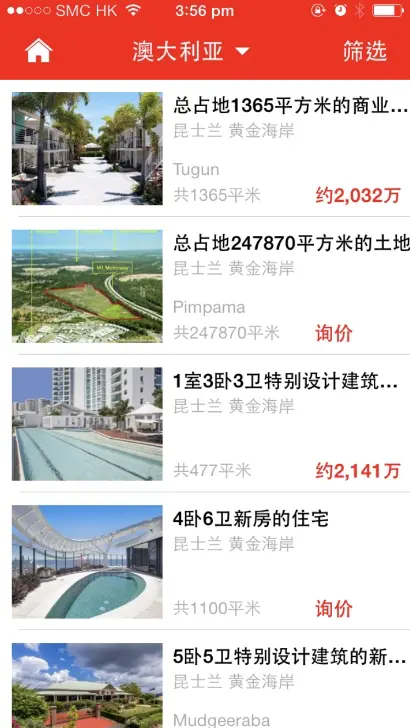 SMC HK 3:56 pm
澳大利亚 筛选
总占地1365平方米的商业...
昆士兰 黄金海岸
Tugun
共1365平米 约2,032万
总占地247870平方米的土地
昆士兰 黄金海岸
Pimpama
共247870平米 询价
1室3卧3卫特别设计建筑...
昆士兰 黄金海岸
共477平米 约2,141万
4卧6卫新房的住宅
昆士兰 黄金海岸
共1100平米 询价
5卧5卫特别设计建筑的新...
昆士兰 黄金海岸
Mudgeeraba